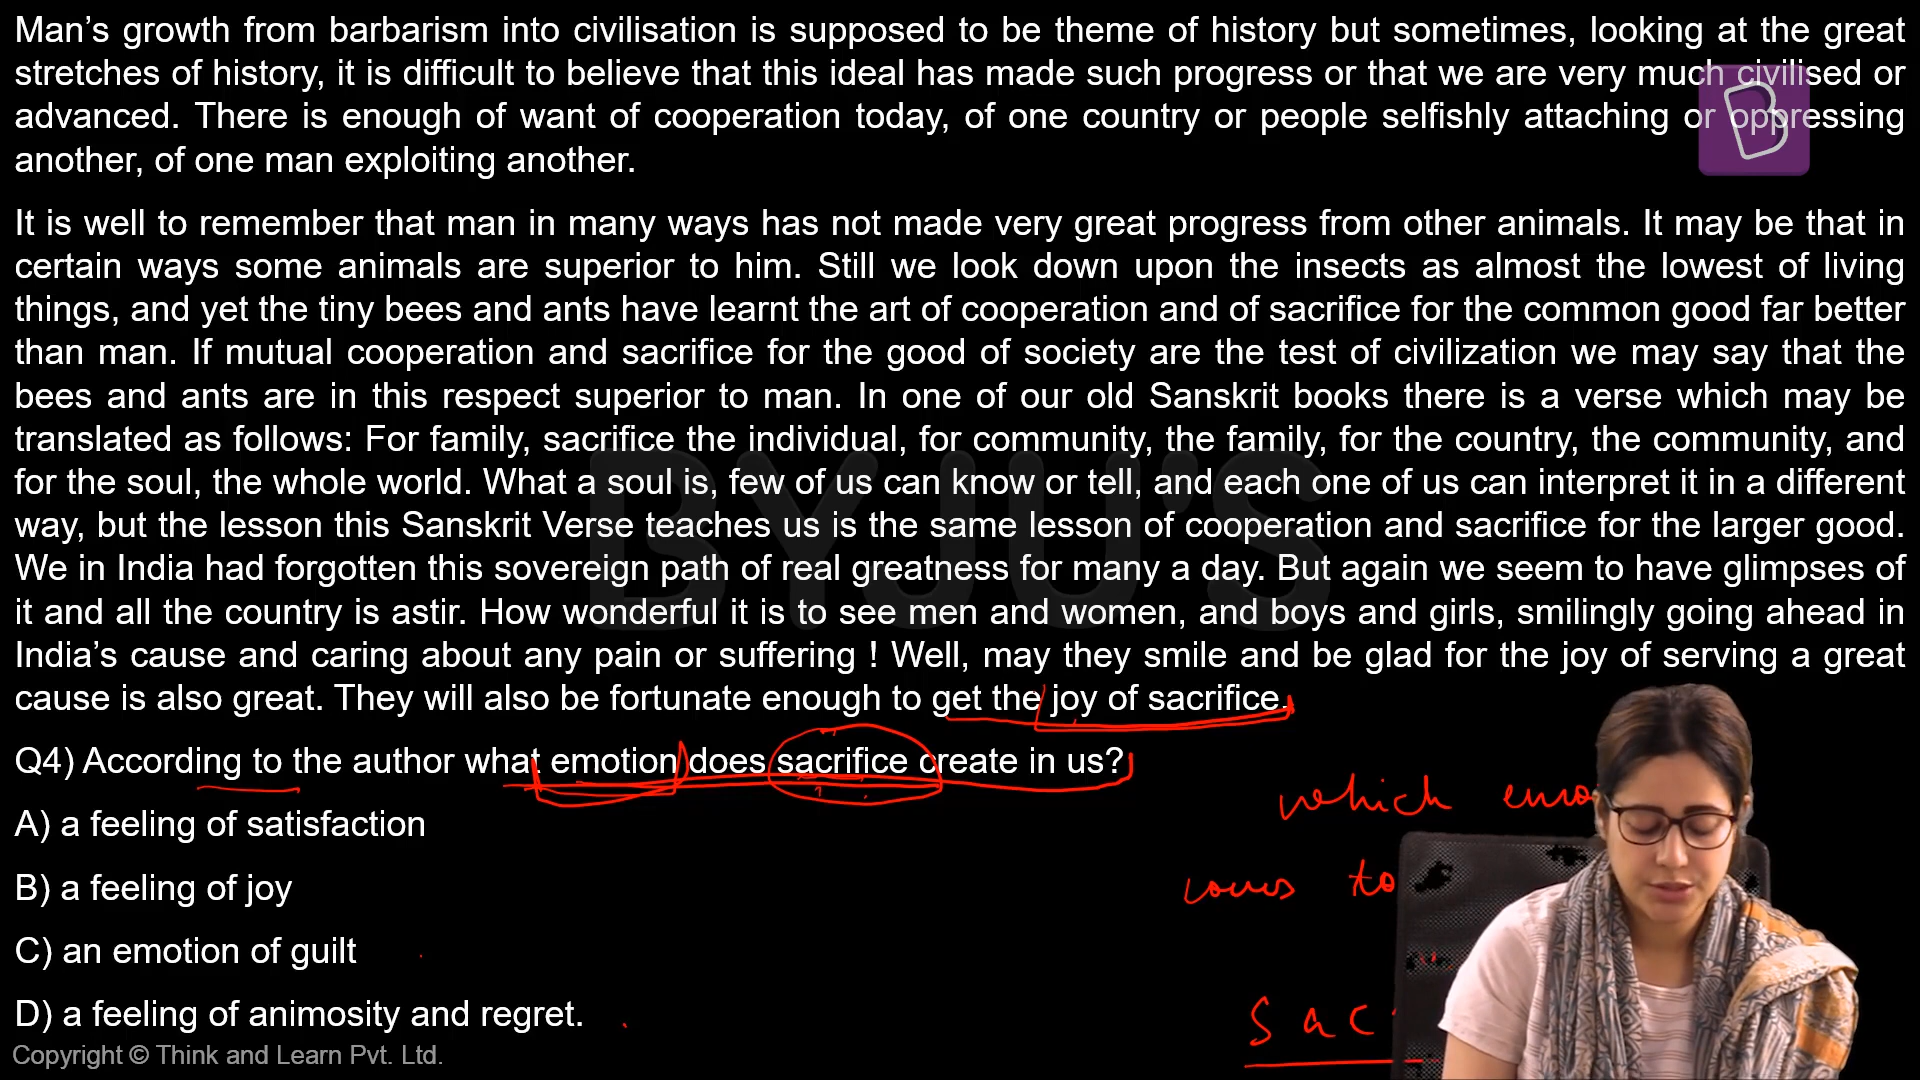 Man’s growth from barbarism into civilisation is supposed to be theme of history but sometimes, looking at the great
stretches of history, it is difficult to believe that this ideal has made such progress or that we are very much civilised or
advanced. There is enough of want of cooperation today, of one country or people selfishly attaching or oppressing
another, of one man exploiting another.
It is well to remember that man in many ways has not made very great progress from other animals. It may be that in
certain ways some animals are superior to him. Still we look down upon the insects as almost the lowest of living
things, and yet the tiny bees and ants have learnt the art of cooperation and of sacrifice for the common good far better
than man. If mutual cooperation and sacrifice for the good of society are the test of civilization we may say that the
bees and ants are in this respect superior to man. In one of our old Sanskrit books there is a verse which may be
translated as follows: For family, sacrifice the individual, for community, the family, for the country, the community, and
for the soul, the whole world. What a soul is, few of us can know or tell, and each one of us can interpret it in a different
way, but the lesson this Sanskrit Verse teaches us is the same lesson of cooperation and sacrifice for the larger good.
We in India had forgotten this sovereign path of real greatness for many a day. But again we seem to have glimpses of
it and all the country is astir. How wonderful it is to see men and women, and boys and girls, smilingly going ahead in
India’s cause and caring about any pain or suffering ! Well, may they smile and be glad for the joy of serving a great
cause is also great. They will also be fortunate enough to get the joy of sacrifice.
Q4) According to the author what emotion does sacrifice create in us?
A) a feeling of satisfaction
B) a feeling of joy
C) an emotion of guilt
D) a feeling of animosity and regret.
which emo
to
sac
BYJU'S
Copyright © Think and Learn Pvt. Ltd.